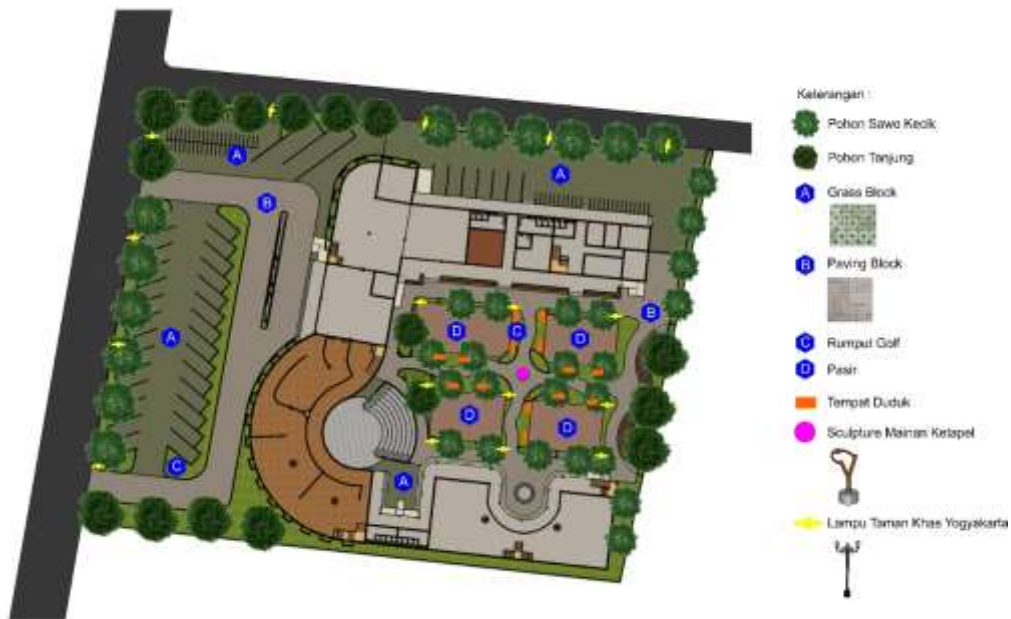 Keterangan :
Pohon Sawo Kecik
Pohon Tanjung
A Grass Block
B Paving Block
C Rumput Golf
D Pasir
Tempat Duduk
Sculpture Mainan Ketapel
Lampu Taman Khas Yogyakarta
A
A
B
A
C
A
B
D
C
D
D
D